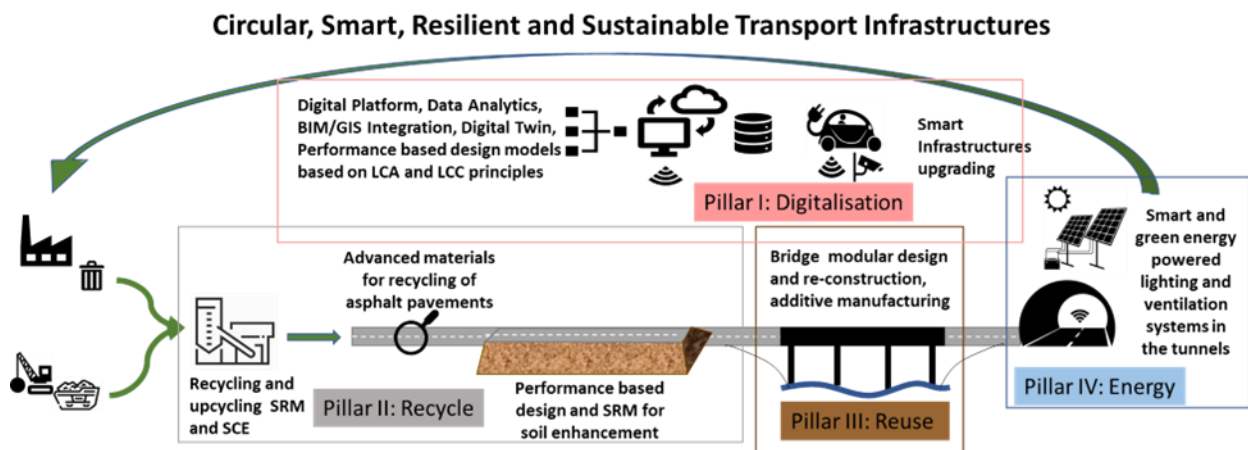 Circular, Smart, Resilient and Sustainable Transport Infrastructures
Digital Platform, Data Analytics,
BIM/GIS Integration, Digital Twin,
Performance based design models
based on LCA and LCC principles
Smart
Infrastructures
upgrading
Pillar I: Digitalisation
Advanced materials
for recycling of
asphalt pavements
Recycling and
upcycling SRM
and SCE
Pillar II: Recycle
Performance based
design and SRM for
soil enhancement
Bridge modular design
and re-construction,
additive manufacturing
Pillar III: Reuse
Smart and
green energy
powered
lighting and
ventilation
systems in
the tunnels
Pillar IV: Energy